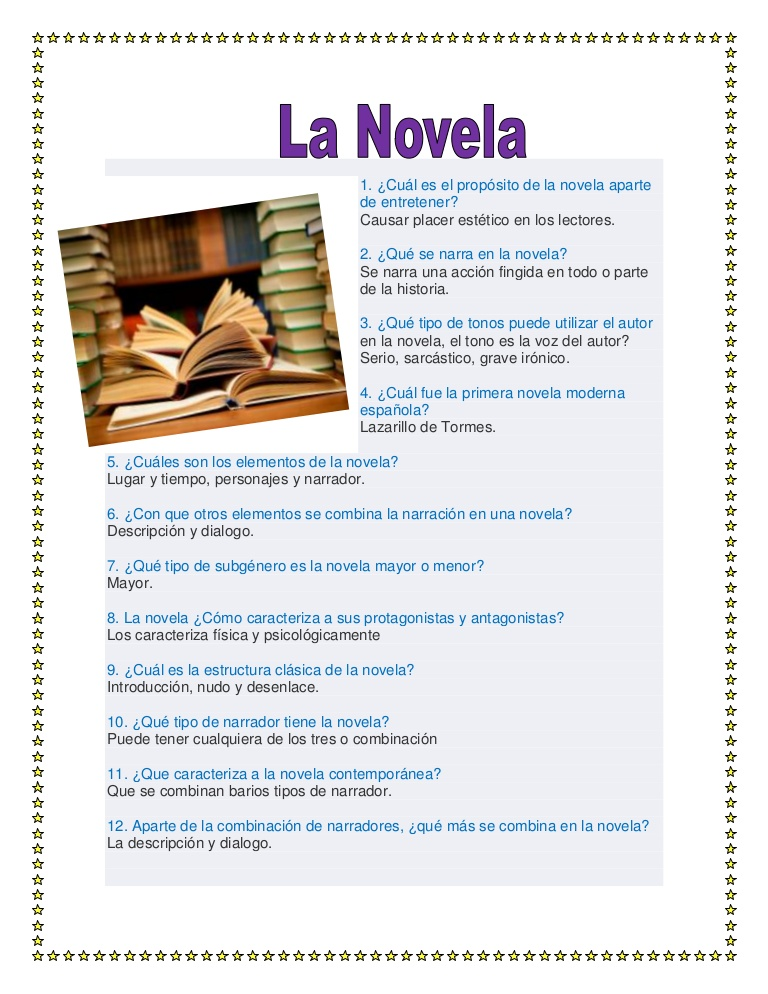 La Novela
1. ¿Cuál es el propósito de la novela aparte
de entretener?
Causar placer estético en los lectores.
2. ¿Qué se narra en la novela?
Se narra una acción fingida en todo o parte
de la historia.
3. ¿Qué tipo de tonos puede utilizar el autor
en la novela, el tono es la voz del autor?
Serio, sarcástico, grave irónico.
4. ¿Cuál fue la primera novela moderna
española?
Lazarillo de Tormes.
5. ¿Cuáles son los elementos de la novela?
Lugar y tiempo, personajes y narrador.
6. ¿Con que otros elementos se combina la narración en una novela?
Descripción y dialogo.
7. ¿Qué tipo de subgénero es la novela mayor o menor?
Mayor.
8. La novela ¿Cómo caracteriza a sus protagonistas y antagonistas?
Los caracteriza física y psicológicamente
9. ¿Cuál es la estructura clásica de la novela?
Introducción, nudo y desenlace.
10. ¿Qué tipo de narrador tiene la novela?
Puede tener cualquiera de los tres o combinación
11. ¿Que caracteriza a la novela contemporánea?
Que se combinan barios tipos de narrador.
12. Aparte de la combinación de narradores, ¿qué más se combina en la novela?
La descripción y dialogo.